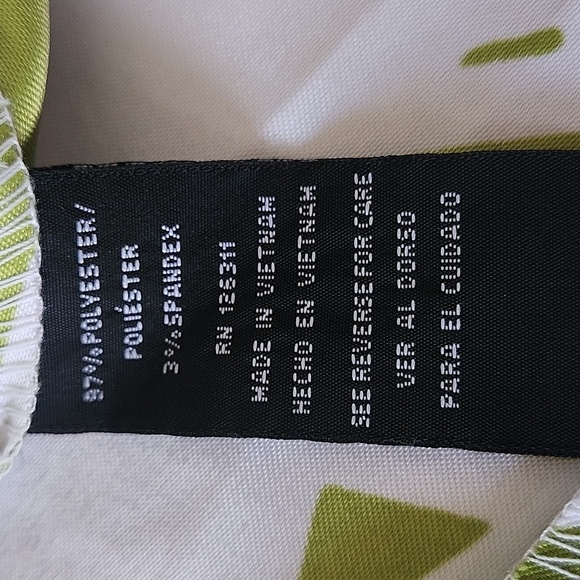 97% POLYESTER/
POLIÉSTER
3% SPANDEX
RN 128311
MADE IN VIETNAM
HECHO EN VIETNAM
SEE REVERSE FOR CARE
VER AL DORSO
PARA EL CUIDADO